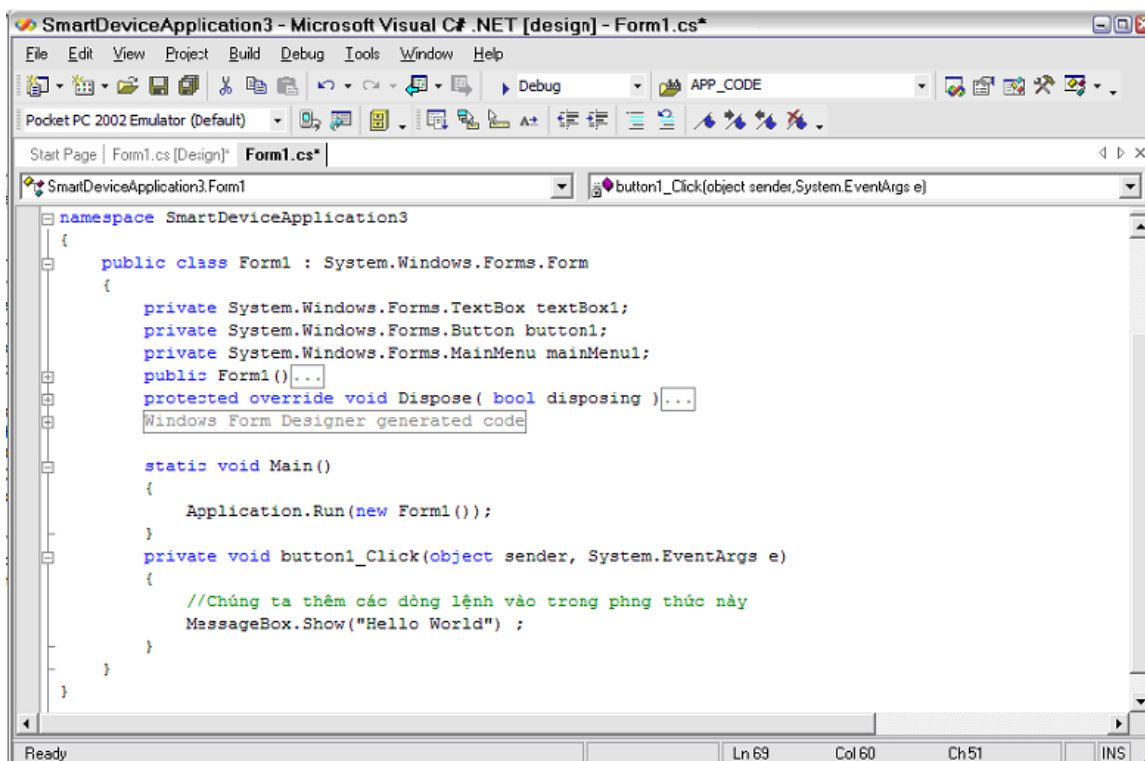 SmartDeviceApplication3 - Microsoft Visual C# .NET [design] - Form1.cs*
File Edit View Project Build Debug Tools Window Help
Debug APP_CODE
Pocket PC 2002 Emulator (Default)
Start Page Form1.cs [Design]* Form1.cs*
SmartDeviceApplication3.Form1 button1_Click(object sender,System.EventArgs e)
namespace SmartDeviceApplication3
{
public class Form1 : System.Windows.Forms.Form
{
private System.Windows.Forms.TextBox textBox1;
private System.Windows.Forms.Button button1;
private System.Windows.Forms.MainMenu mainMenu1;
public Form1()...
protected override void Dispose( bool disposing )...
Windows Form Designer generated code
static void Main()
{
Application.Run(new Form1());
}
private void button1_Click(object sender, System.EventArgs e)
{
//Chúng ta thêm các dòng lệnh vào trong phng thức này
MessageBox.Show("Hello World") ;
}
}
}
Ready Ln 69 Col 60 Ch 51 INS